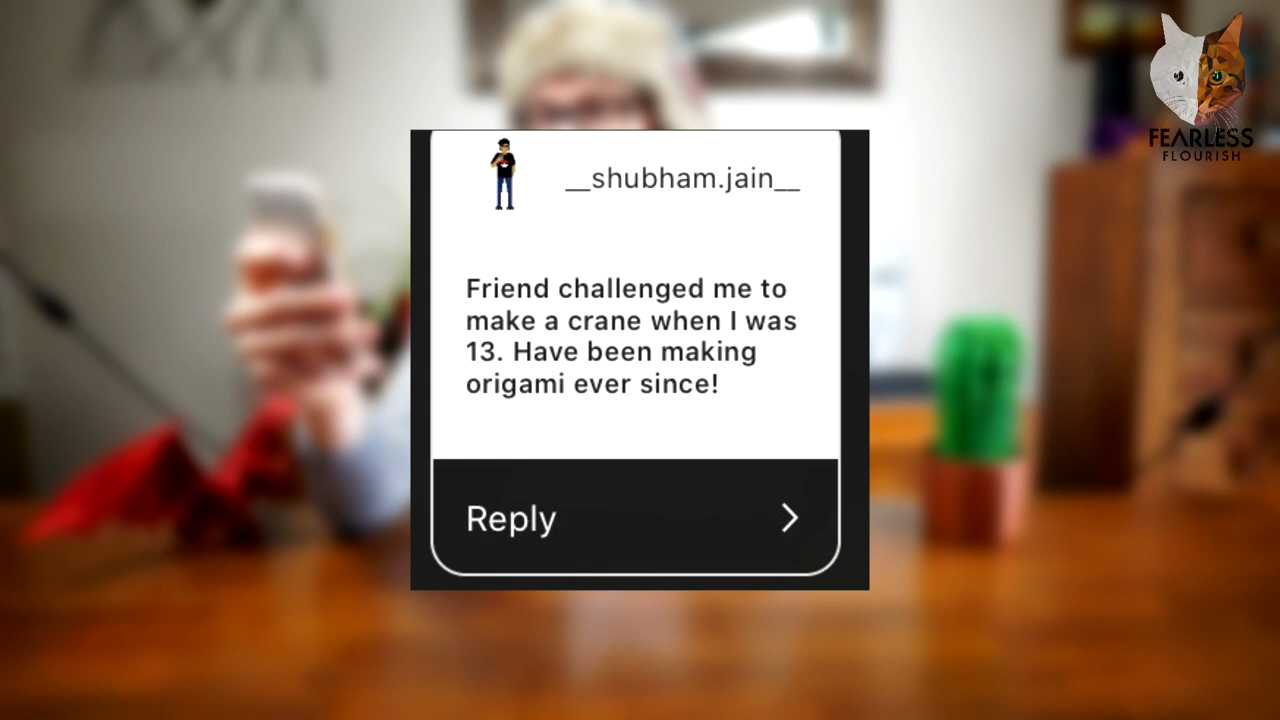 FEARLESS
FLOURISH
__shubham.jain__
Friend challenged me to
make a crane when I was
13. Have been making
origami ever since!
Reply